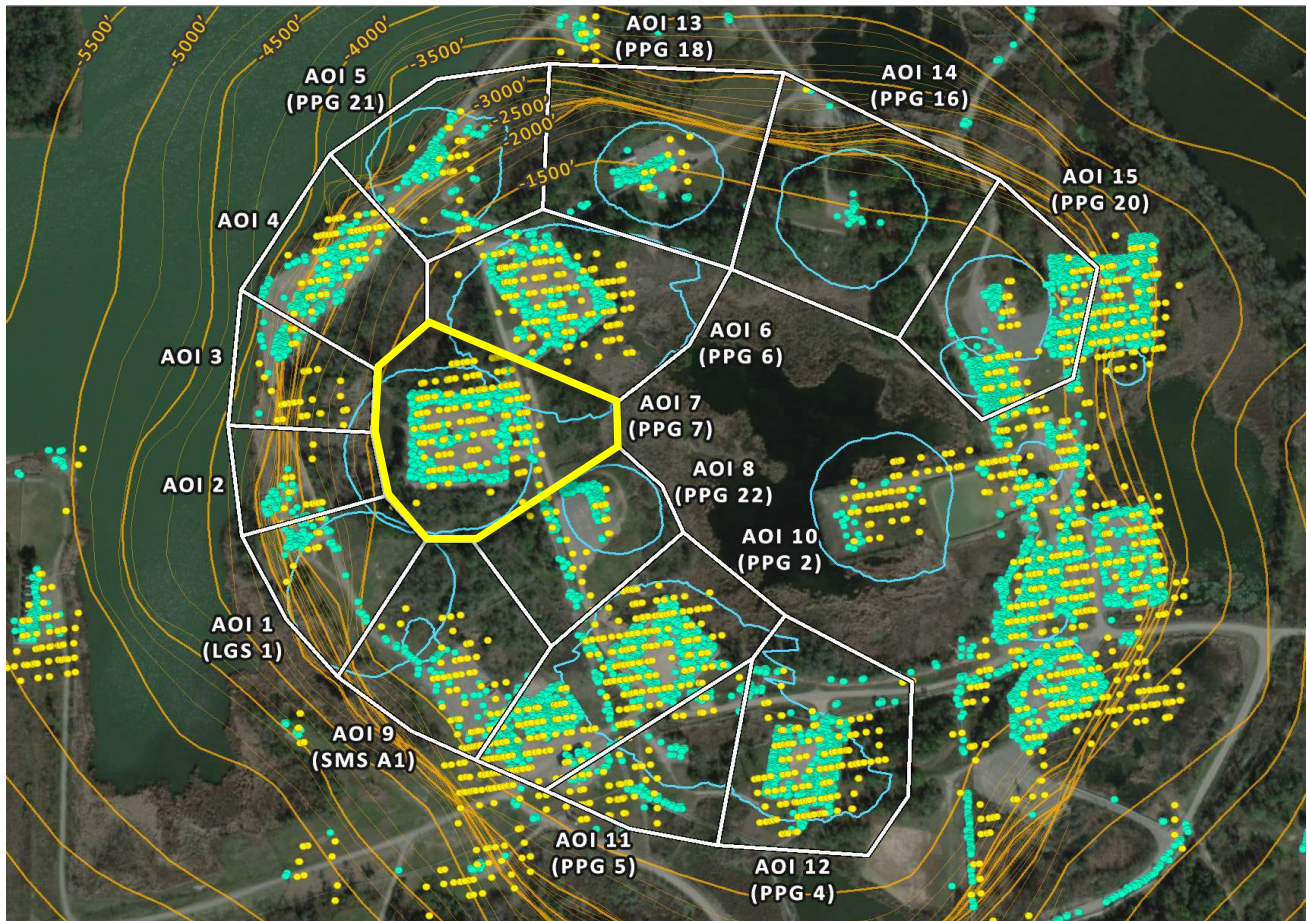 -5500'
-5000'
-4500'
-4000'
-3500'
-3000'
-2500'
-2000'
-1500'
AOI 13
(PPG 18)
AOI 14
(PPG 16)
AOI 5
(PPG 21)
AOI 15
(PPG 20)
AOI 4
AOI 3
AOI 6
(PPG 6)
AOI 7
(PPG 7)
AOI 8
(PPG 22)
AOI 2
AOI 10
(PPG 2)
AOI 1
(LGS 1)
AOI 9
(SMS A1)
AOI 11
(PPG 5)
AOI 12
(PPG 4)